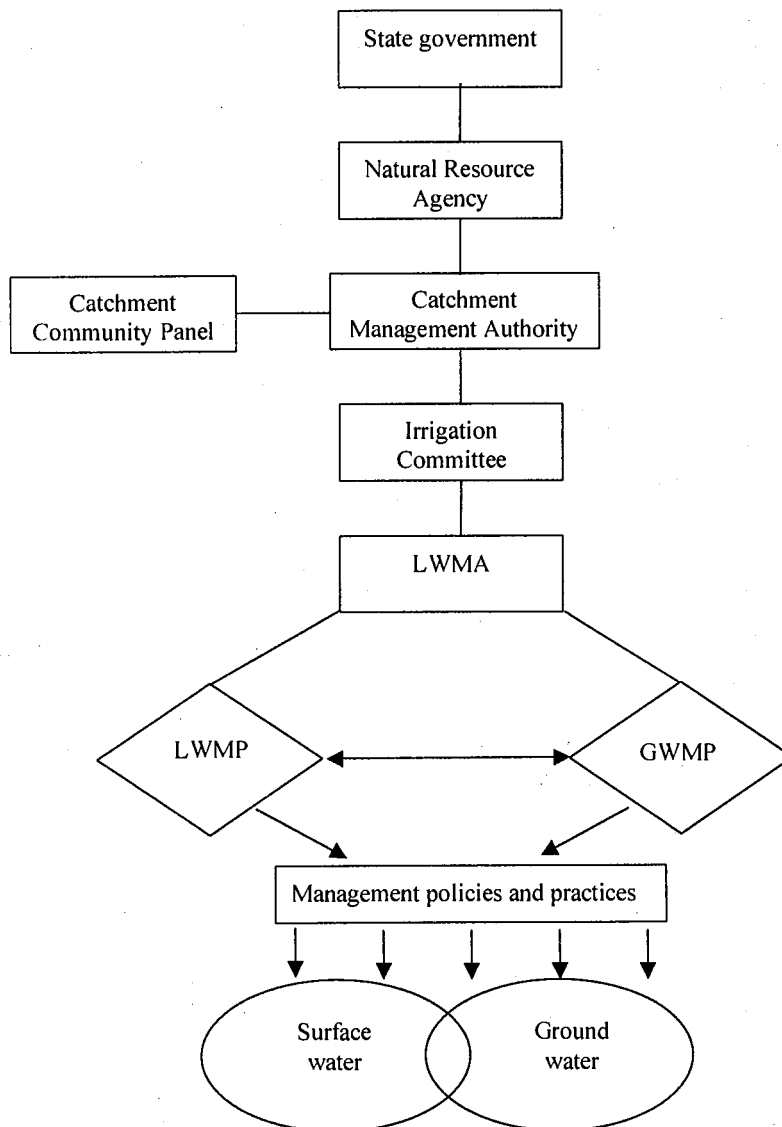 State government
Natural Resource
Agency
Catchment
Community Panel
Catchment
Management Authority
Irrigation
Committee
LWMA
LWMP
GWMP
Management policies and practices
Surface
water
Ground
water